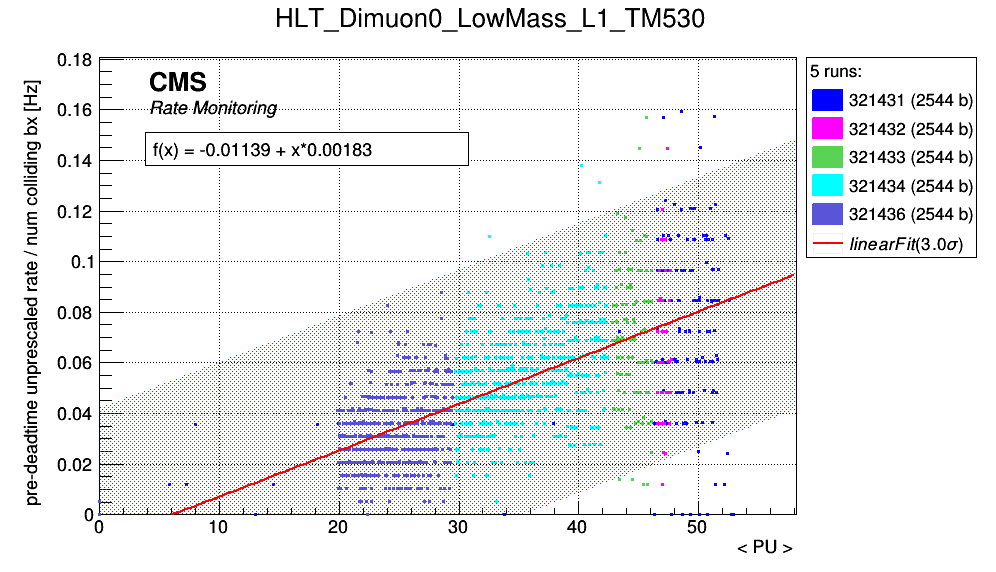 HLT_Dimuon0_LowMass_L1_TM530
pre-deadtime unprescaled rate / num colliding bx [Hz]
0.18
0.16
0.14
0.12
0.1
0.08
0.06
0.04
0.02
0
CMS
Rate Monitoring
f(x) = -0.01139 + x*0.00183
0 10 20 30 40 50
< PU >
5 runs:
321431 (2544 b)
321432 (2544 b)
321433 (2544 b)
321434 (2544 b)
321436 (2544 b)
linearFit(3.0σ)